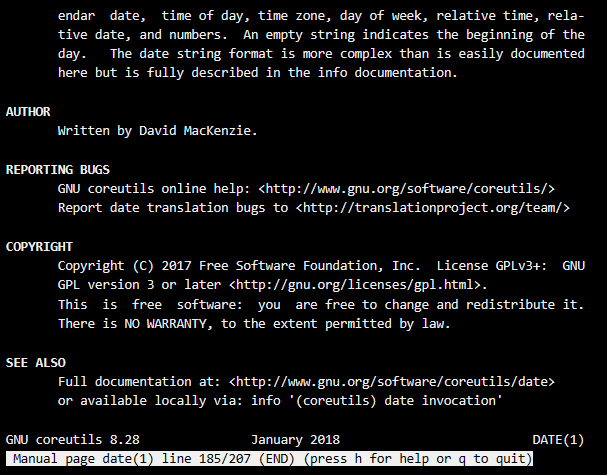 endar date, time of day, time zone, day of week, relative time, rela-
tive date, and numbers. An empty string indicates the beginning of the
day. The date string format is more complex than is easily documented
here but is fully described in the info documentation.
AUTHOR
Written by David MacKenzie.
REPORTING BUGS
GNU coreutils online help: <http://www.gnu.org/software/coreutils/>
Report date translation bugs to <http://translationproject.org/team/>
COPYRIGHT
Copyright (C) 2017 Free Software Foundation, Inc. License GPLv3+: GNU
GPL version 3 or later <http://gnu.org/licenses/gpl.html>.
This is free software: you are free to change and redistribute it.
There is NO WARRANTY, to the extent permitted by law.
SEE ALSO
Full documentation at: <http://www.gnu.org/software/coreutils/date>
or available locally via: info '(coreutils) date invocation'
GNU coreutils 8.28 January 2018 DATE(1)
Manual page date(1) line 185/207 (END) (press h for help or q to quit)